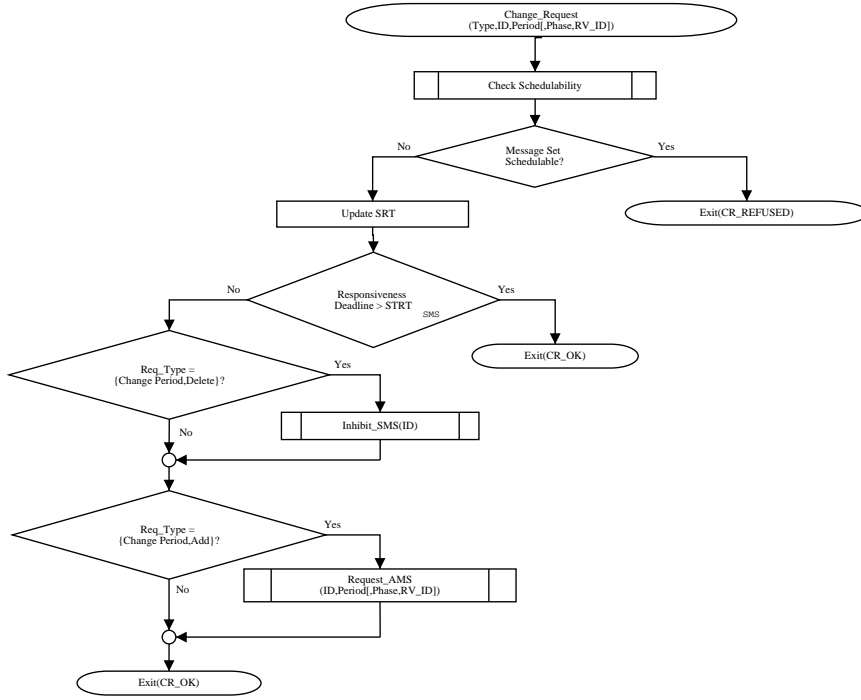 Change_Request
(Type,ID,Period[,Phase,RV_ID])
Check Schedulability
Message Set
Schedulable?
No
Yes
Update SRT
Exit(CR_REFUSED)
Responsiveness
Deadline > STRT
SMS
No
Yes
Exit(CR_OK)
Req_Type =
{Change Period,Delete}?
Yes
Inhibit_SMS(ID)
No
Req_Type =
{Change Period,Add}?
Yes
Request_AMS
(ID,Period[,Phase,RV_ID])
No
Exit(CR_OK)